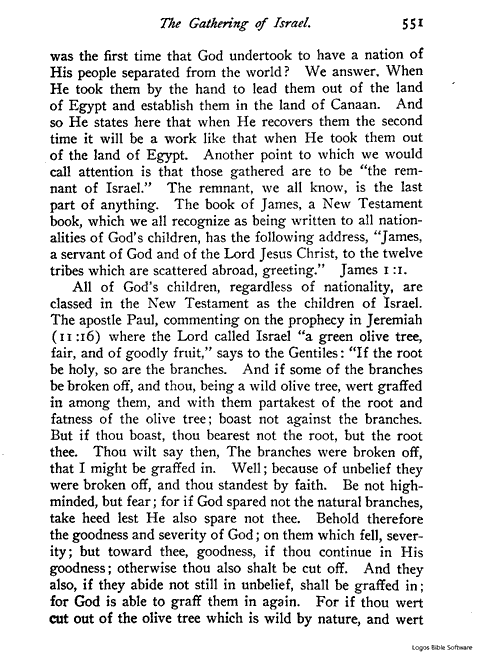 The Gathering of Israel. 551
was the first time that God undertook to have a nation of
His people separated from the world? We answer, When
He took them by the hand to lead them out of the land
of Egypt and establish them in the land of Canaan. And
so He states here that when He recovers them the second
time it will be a work like that when He took them out
of the land of Egypt. Another point to which we would
call attention is that those gathered are to be "the rem-
nant of Israel." The remnant, we all know, is the last
part of anything. The book of James, a New Testament
book, which we all recognize as being written to all nation-
alities of God's children, has the following address, "James,
a servant of God and of the Lord Jesus Christ, to the twelve
tribes which are scattered abroad, greeting." James 1:1.
All of God's children, regardless of nationality, are
classed in the New Testament as the children of Israel.
The apostle Paul, commenting on the prophecy in Jeremiah
(11:16) where the Lord called Israel "a green olive tree,
fair, and of goodly fruit," says to the Gentiles: "If the root
be holy, so are the branches. And if some of the branches
be broken off, and thou, being a wild olive tree, wert graffed
in among them, and with them partakest of the root and
fatness of the olive tree; boast not against the branches.
But if thou boast, thou bearest not the root, but the root
thee. Thou wilt say then, The branches were broken off,
that I might be graffed in. Well; because of unbelief they
were broken off, and thou standest by faith. Be not high-
minded, but fear; for if God spared not the natural branches,
take heed lest He also spare not thee. Behold therefore
the goodness and severity of God; on them which fell, sever-
ity; but toward thee, goodness, if thou continue in His
goodness; otherwise thou also shalt be cut off. And they
also, if they abide not still in unbelief, shall be graffed in;
for God is able to graff them in again. For if thou wert
cut out of the olive tree which is wild by nature, and wert
Logos Bible Software